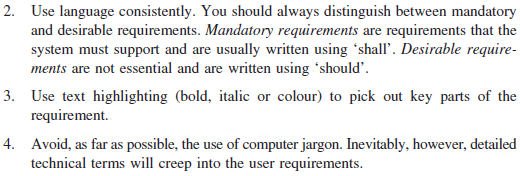 2. Use language consistently. You should always distinguish between mandatory
and desirable requirements. Mandatory requirements are requirements that the
system must support and are usually written using ‘shall’. Desirable require-
ments are not essential and are written using ‘should’.
3. Use text highlighting (bold, italic or colour) to pick out key parts of the
requirement.
4. Avoid, as far as possible, the use of computer jargon. Inevitably, however, detailed
technical terms will creep into the user requirements.